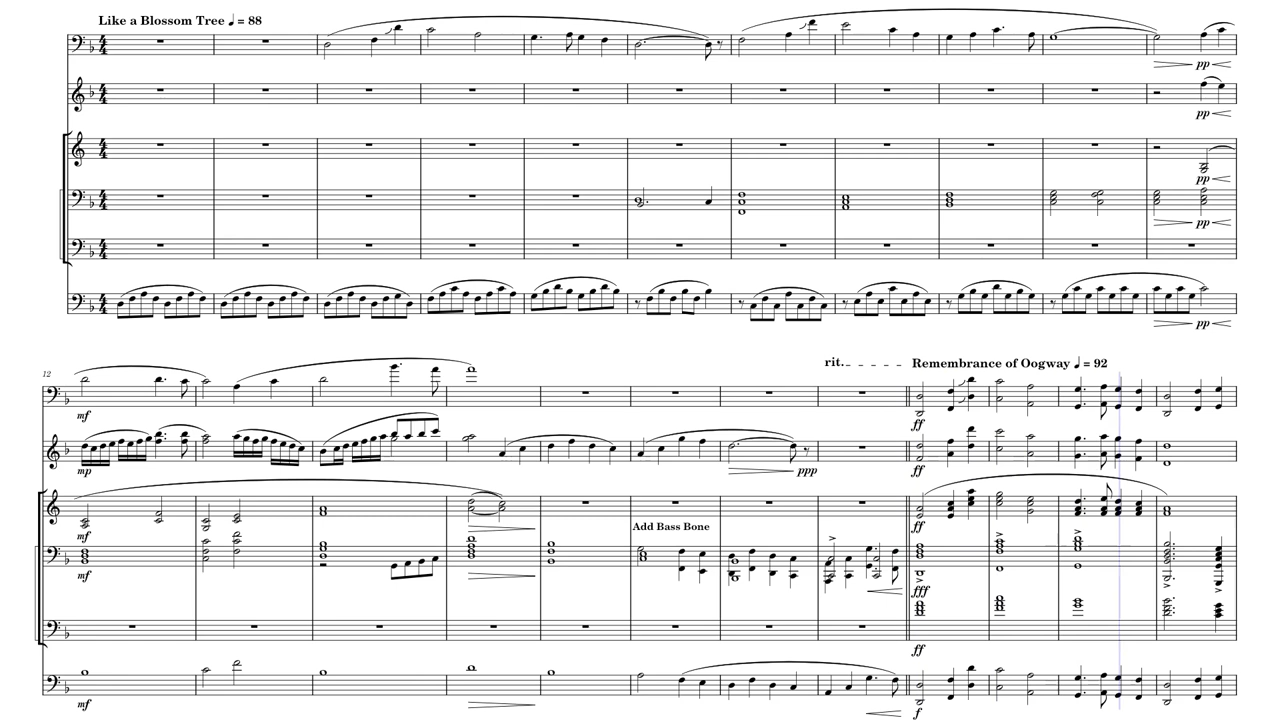 Like a Blossom Tree ♩ = 88
pp
pp
pp
pp
pp
12
rit.
Remembrance of Oogway ♩ = 92
mf
ff
mp
ppp
ff
Add Bass Bone
mf
ff
mf
fff
ff
mf
f